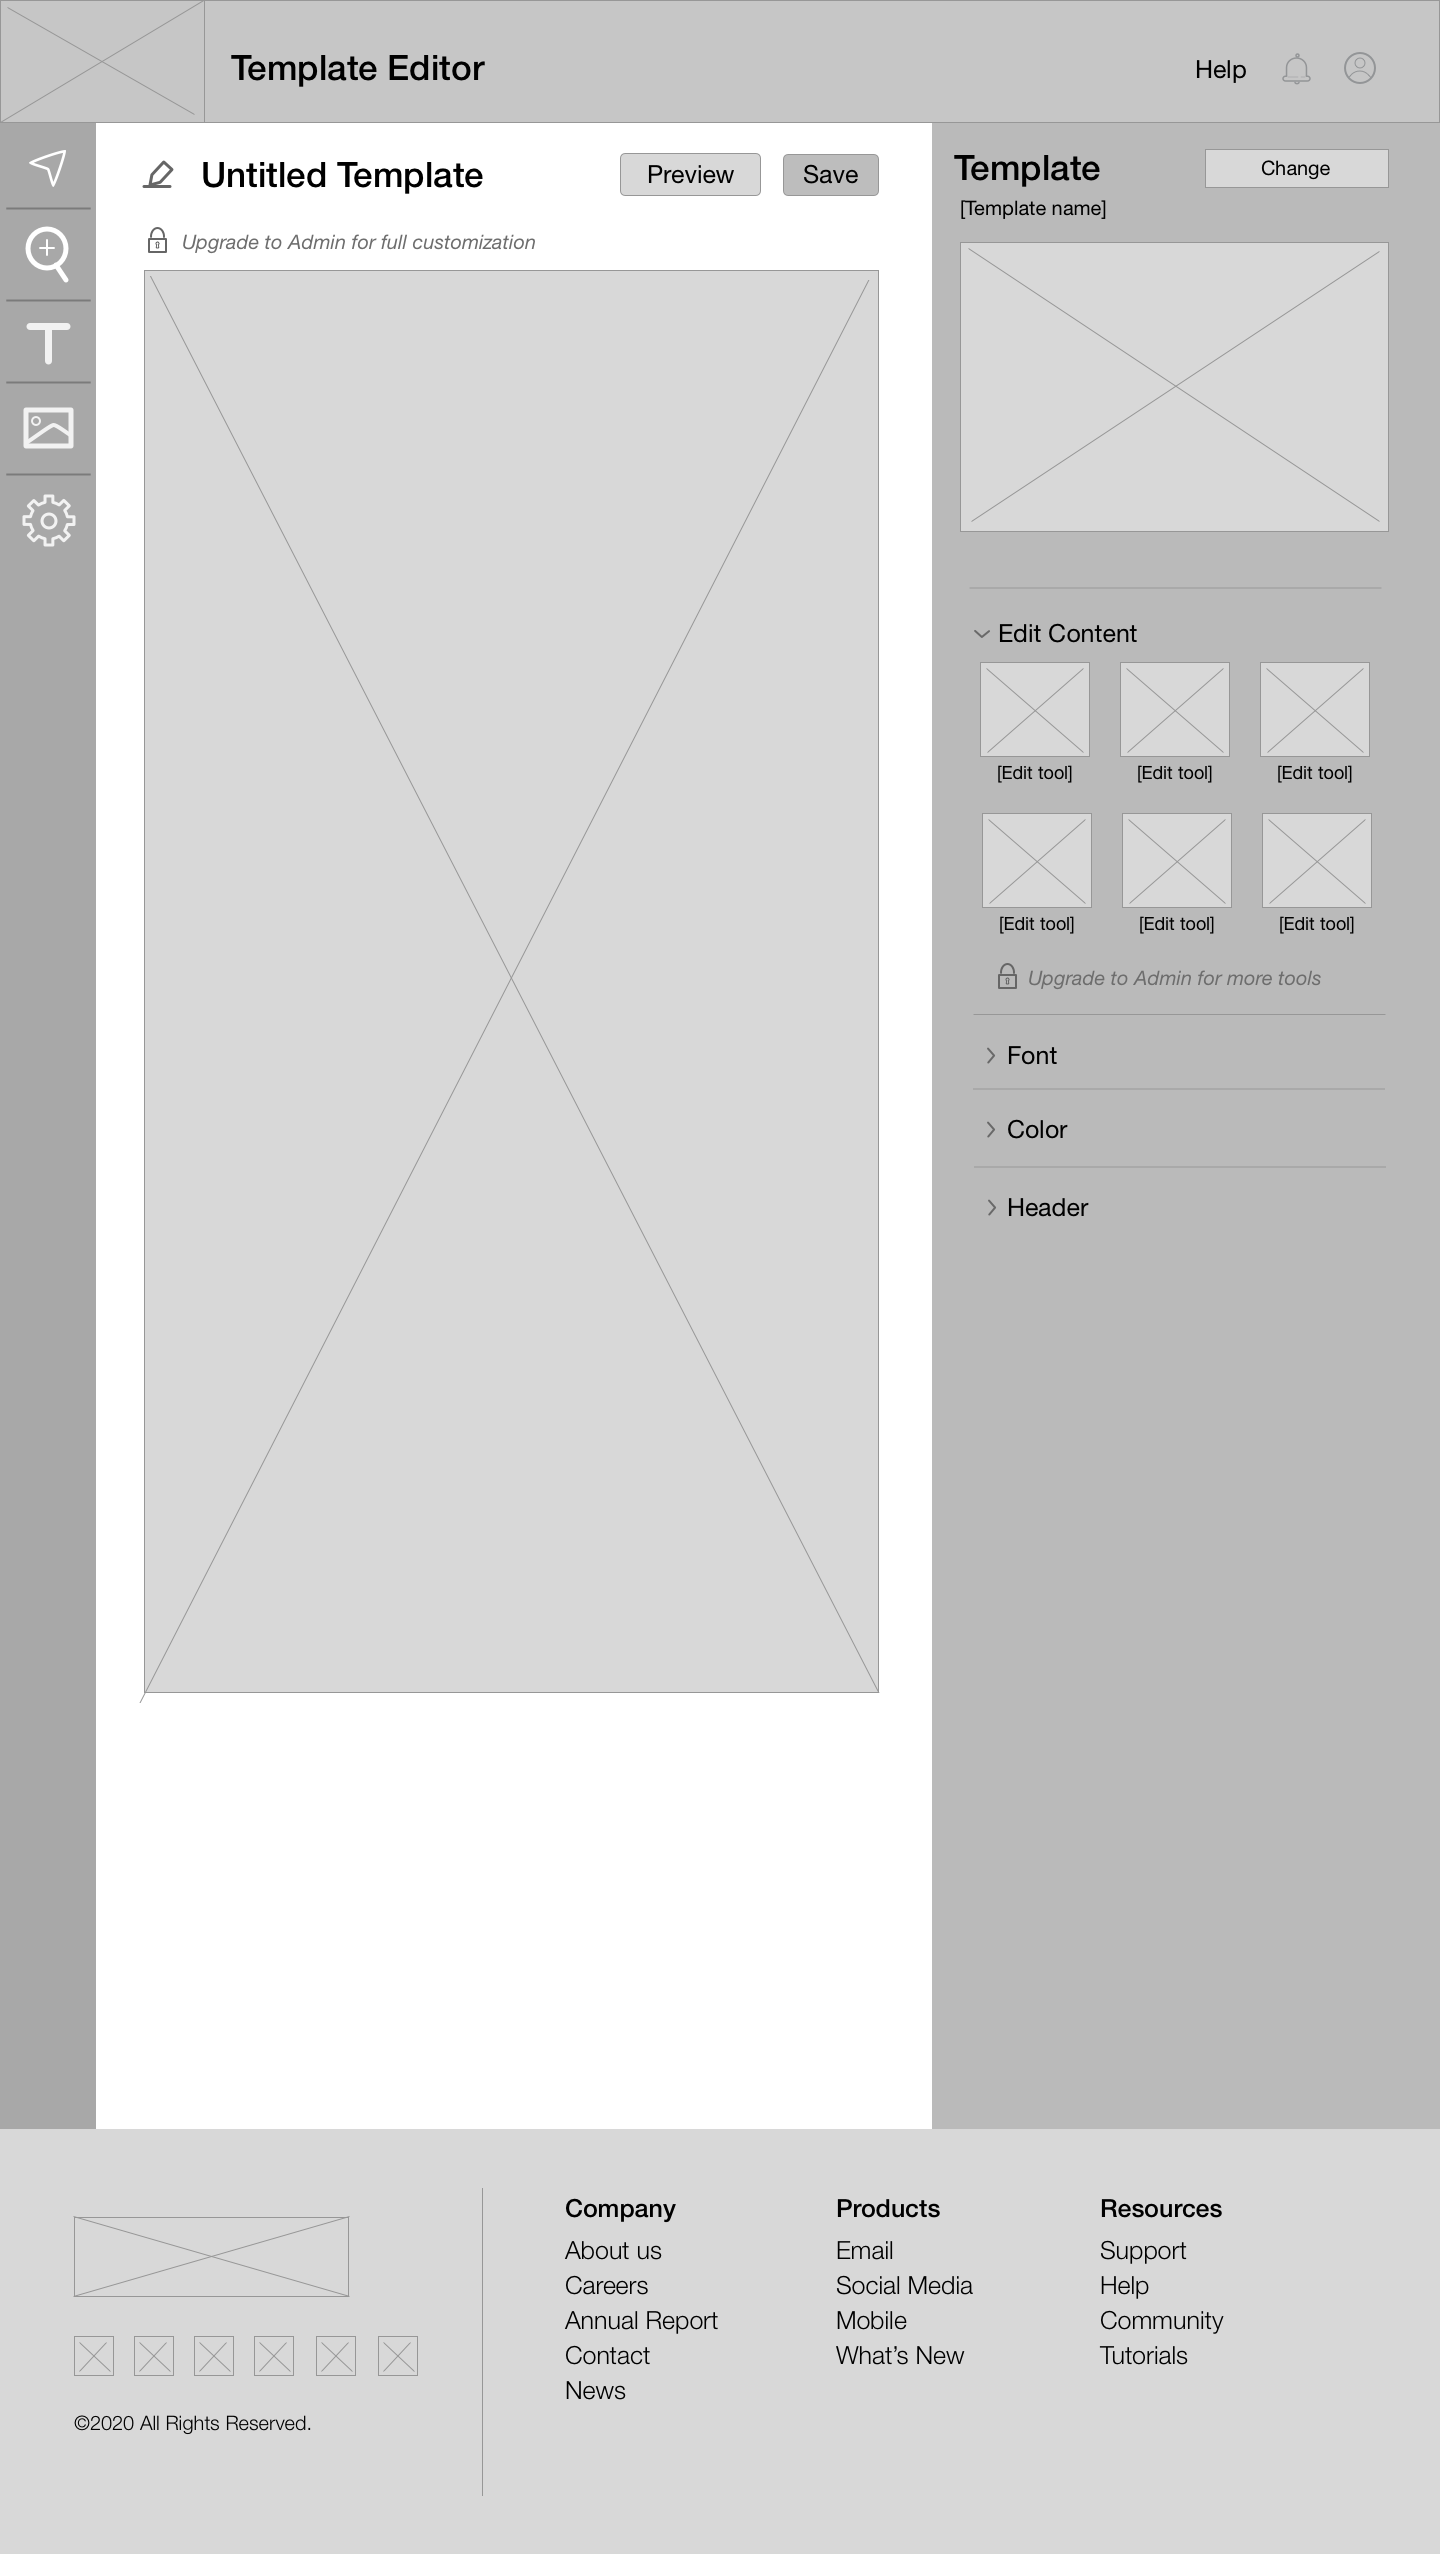 Template Editor
Help
Untitled Template
Preview
Save
Upgrade to Admin for full customization
Template
Change
[Template name]
Edit Content
[Edit tool]
[Edit tool]
[Edit tool]
[Edit tool]
[Edit tool]
[Edit tool]
Upgrade to Admin for more tools
Font
Color
Header
©2020 All Rights Reserved.
Company
About us
Careers
Annual Report
Contact
News
Products
Email
Social Media
Mobile
What’s New
Resources
Support
Help
Community
Tutorials